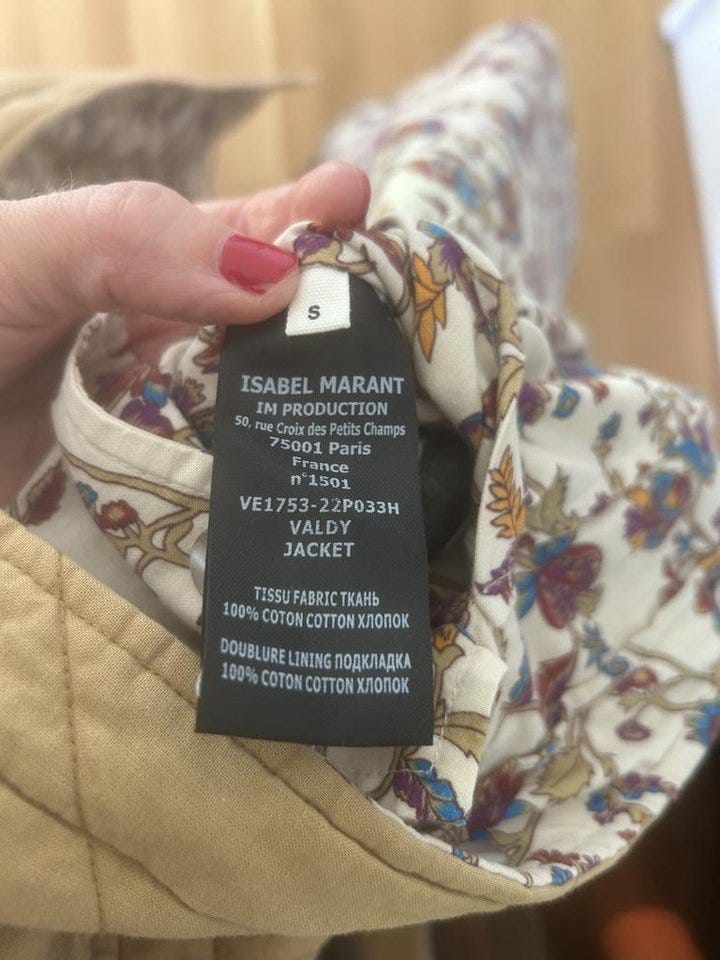 S
ISABEL MARANT
IM PRODUCTION
50, rue Croix des Petits Champs
75001 Paris
France
n°1501
VE1753-22P033H
VALDY
JACKET
TISSU FABRIC ТКАНЬ
100% COTON COTTON ХЛОПОК
DOUBLURE LINING ПОДКЛАДКА
100% COTON COTTON ХЛОПОК